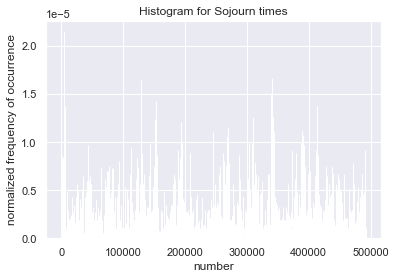 Histogram for Sojourn times
1e−5
2.0
1.5
1.0
0.5
0.0
normalized frequency of occurrence
0
100000
200000
300000
400000
500000
number